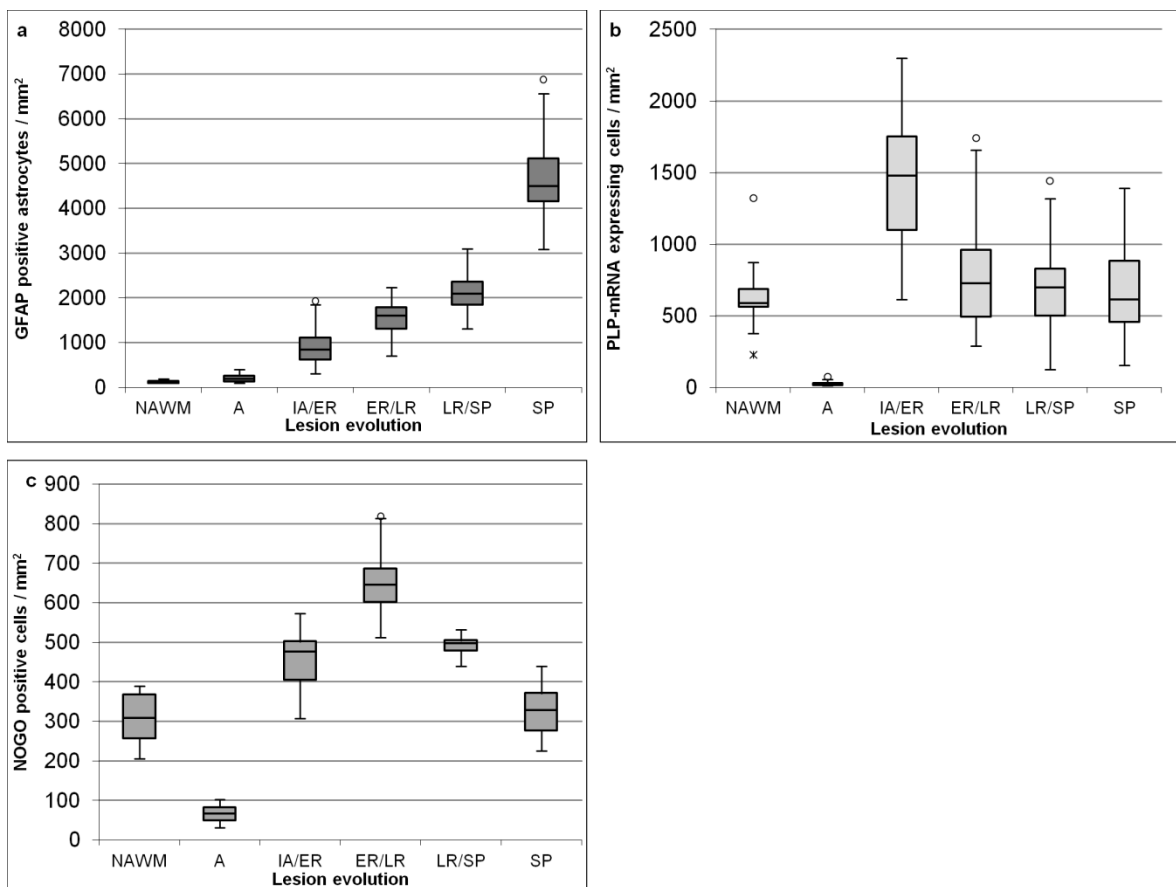 a
GFAP positive astrocytes / mm²
8000
7000
6000
5000
4000
3000
2000
1000
0
NAWM A IA/ER ER/LR LR/SP SP
Lesion evolution
b
PLP-mRNA expressing cells / mm²
2500
2000
1500
1000
500
0
NAWM A IA/ER ER/LR LR/SP SP
Lesion evolution
c
NOGO positive cells / mm²
900
800
700
600
500
400
300
200
100
0
NAWM A IA/ER ER/LR LR/SP SP
Lesion evolution